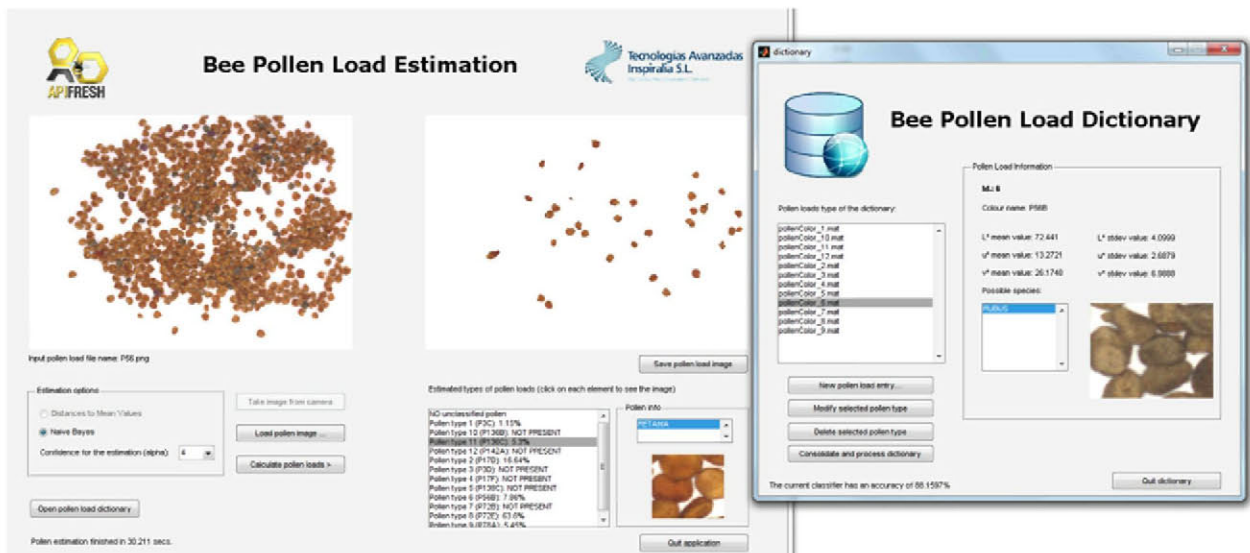 APIFRESH
Bee Pollen Load Estimation
Tecnologías Avanzadas
Inspiralia S.L.
Input pollen load file name: P56.png
Save pollen load image
Estimation options
Distances to Mean Values
Naive Bayes
Confidence for the estimation (alpha): 4
Take image from camera
Load pollen image ...
Calculate pollen loads >
Open pollen load dictionary
Pollen estimation finished in 30.211 secs.
Estimated types of pollen loads (click on each element to see the image)
NO unclassified pollen
Pollen type 1 (P3C): 1.15%
Pollen type 10 (P136B): NOT PRESENT
Pollen type 11 (P136C): 5.3%
Pollen type 12 (P142A): NOT PRESENT
Pollen type 2 (P17B): 16.64%
Pollen type 3 (P3D): NOT PRESENT
Pollen type 4 (P17F): NOT PRESENT
Pollen type 5 (P139C): NOT PRESENT
Pollen type 6 (P56B): 7.86%
Pollen type 7 (P72B): NOT PRESENT
Pollen type 8 (P72E): 63.6%
Pollen type 9 (P78A): 5.45%
Pollen info
RETAMA
Quit application
dictionary
Bee Pollen Load Dictionary
Pollen loads type of the dictionary:
pollenColor_1.mat
pollenColor_10.mat
pollenColor_11.mat
pollenColor_12.mat
pollenColor_2.mat
pollenColor_3.mat
pollenColor_4.mat
pollenColor_5.mat
pollenColor_6.mat
pollenColor_7.mat
pollenColor_8.mat
pollenColor_9.mat
New pollen load entry...
Modify selected pollen type
Delete selected pollen type
Consolidate and process dictionary
The current classifier has an accuracy of 88.1597%
Pollen Load Information
Id.: 6
Colour name: P56B
L* mean value: 72.441 L* stdev value: 4.0999
u* mean value: 13.2721 u* stdev value: 2.6879
v* mean value: 26.1748 v* stdev value: 6.9888
Possible species:
RUBUS
Quit dictionary